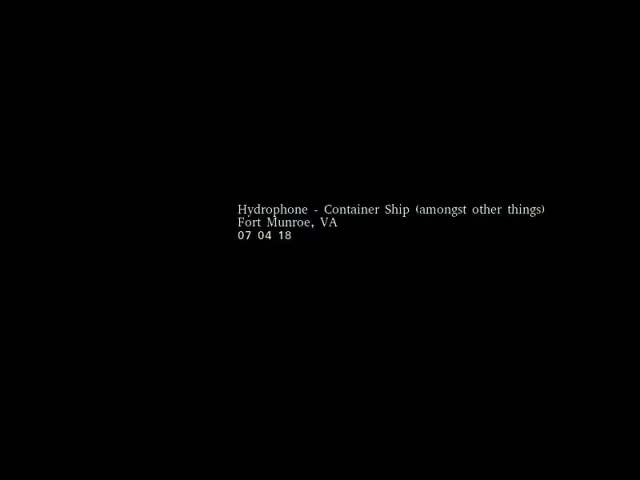 Hydrophone - Container Ship (amongst other things)
Fort Munroe, VA
07 04 18